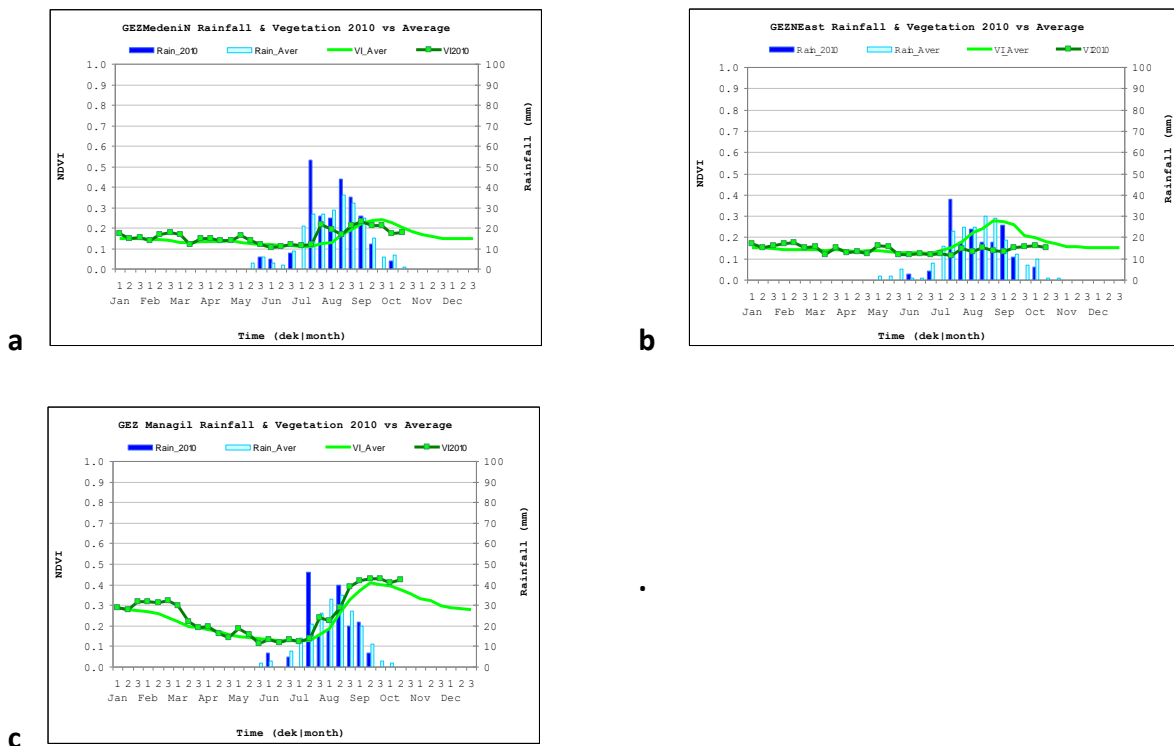 GEZMedeniN Rainfall & Vegetation 2010 vs Average
Rain_2010 Rain_Aver VI_Aver VI2010
1.0 100
0.9 90
0.8 80
0.7 70
0.6 60
0.5 50
0.4 40
0.3 30
0.2 20
0.1 10
0.0 0
NDVI
Rainfall (mm)
1 2 3 1 2 3 1 2 3 1 2 3 1 2 3 1 2 3 1 2 3 1 2 3 1 2 3 1 2 3 1 2 3 1 2 3
Jan Feb Mar Apr May Jun Jul Aug Sep Oct Nov Dec
Time (dek|month)
a
GEZNEast Rainfall & Vegetation 2010 vs Average
Rain_2010 Rain_Aver VI_Aver VI2010
1.0 100
0.9 90
0.8 80
0.7 70
0.6 60
0.5 50
0.4 40
0.3 30
0.2 20
0.1 10
0.0 0
NDVI
Rainfall (mm)
1 2 3 1 2 3 1 2 3 1 2 3 1 2 3 1 2 3 1 2 3 1 2 3 1 2 3 1 2 3 1 2 3 1 2 3
Jan Feb Mar Apr May Jun Jul Aug Sep Oct Nov Dec
Time (dek|month)
b
GEZ Managil Rainfall & Vegetation 2010 vs Average
Rain_2010 Rain_Aver VI_Aver VI2010
1.0 100
0.9 90
0.8 80
0.7 70
0.6 60
0.5 50
0.4 40
0.3 30
0.2 20
0.1 10
0.0 0
NDVI
Rainfall (mm)
1 2 3 1 2 3 1 2 3 1 2 3 1 2 3 1 2 3 1 2 3 1 2 3 1 2 3 1 2 3 1 2 3 1 2 3
Jan Feb Mar Apr May Jun Jul Aug Sep Oct Nov Dec
Time (dek|month)
c
.